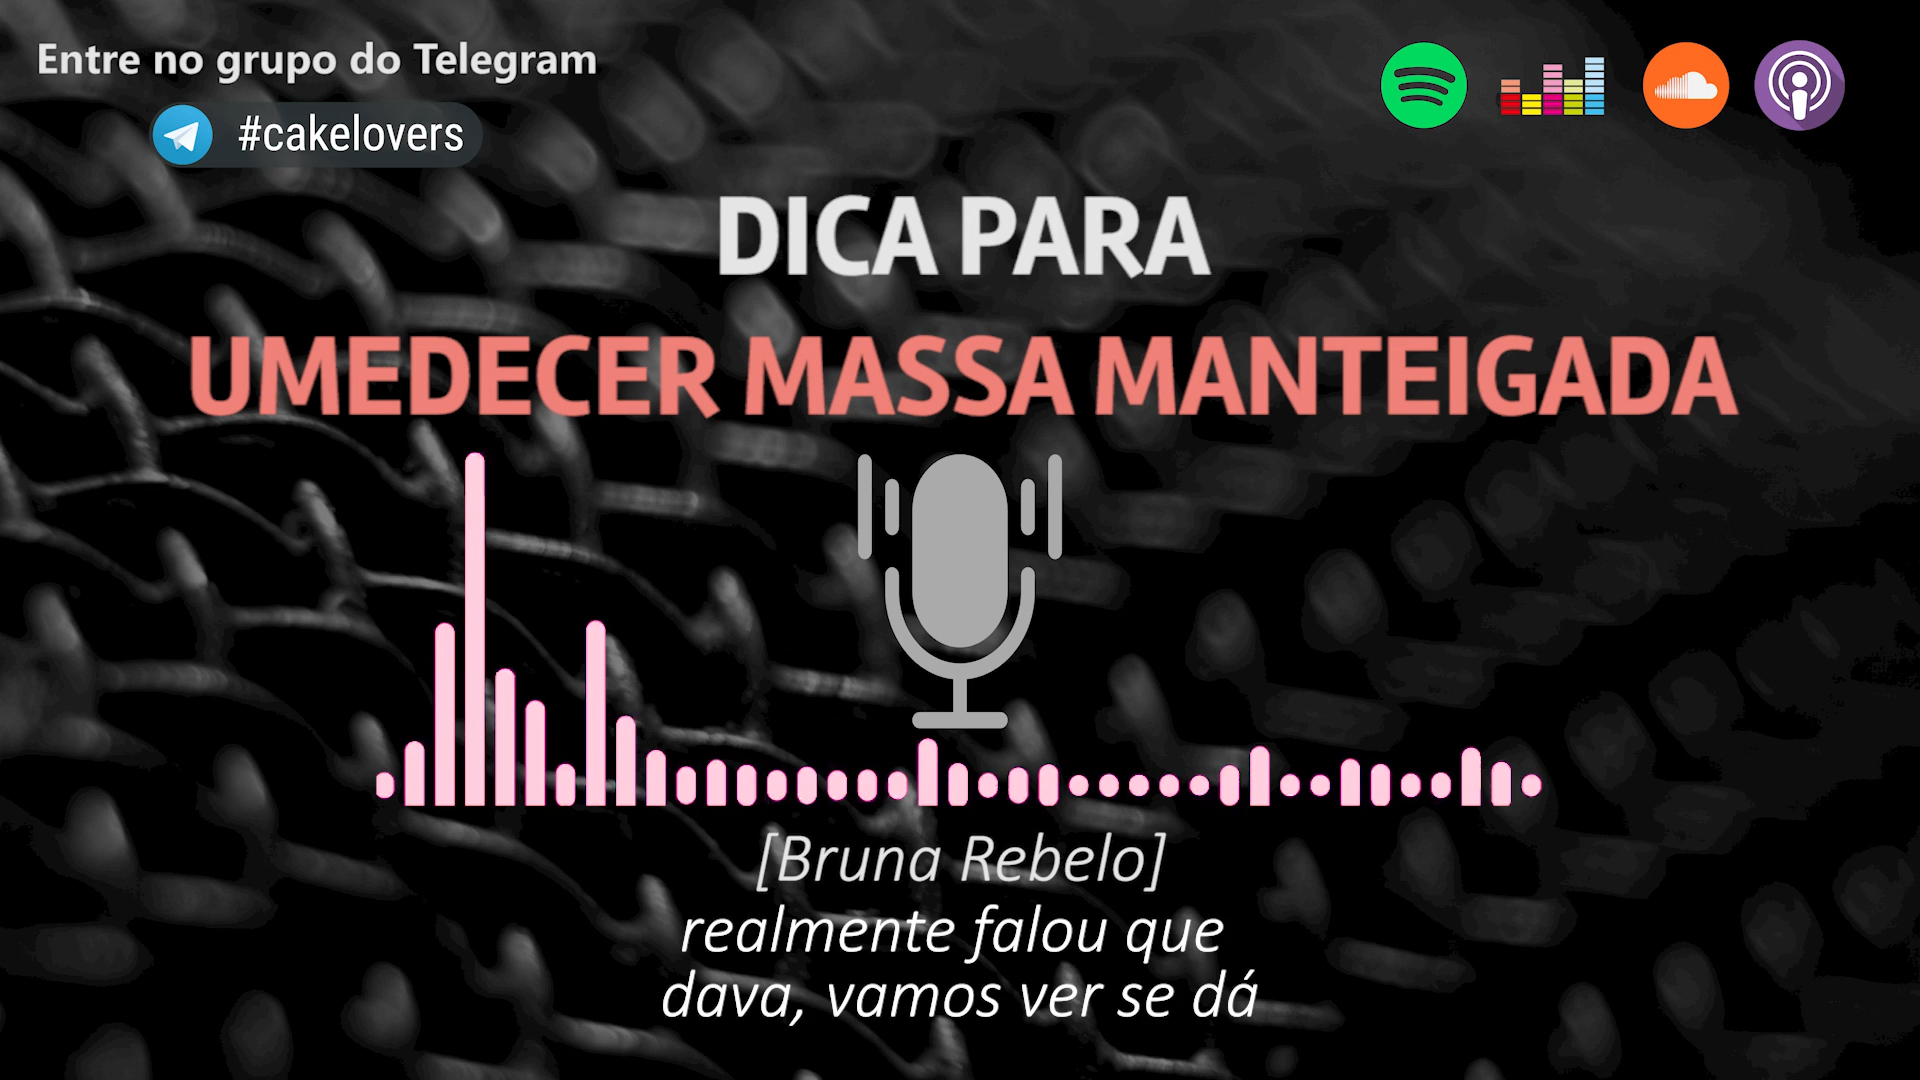 Entre no grupo do Telegram
#cakelovers
DICA PARA
UMEDECER MASSA MANTEIGADA
[Bruna Rebelo]
realmente falou que
dava, vamos ver se dá